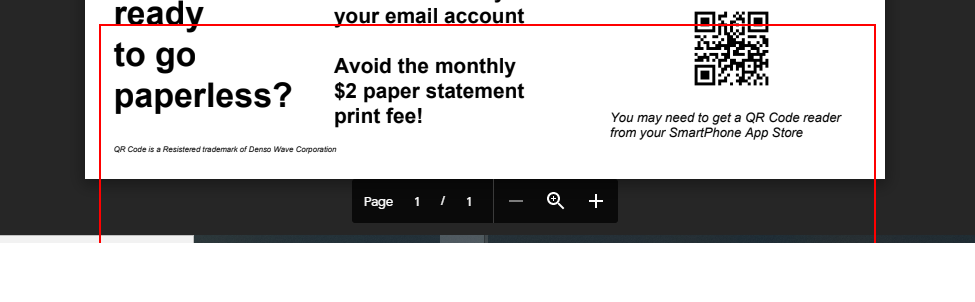 ready
to go
paperless?
your email account
Avoid the monthly
$2 paper statement
print fee!
You may need to get a QR Code reader
from your SmartPhone App Store
QR Code is a Resistered trademark of Denso Wave Corporation
Page 1 / 1